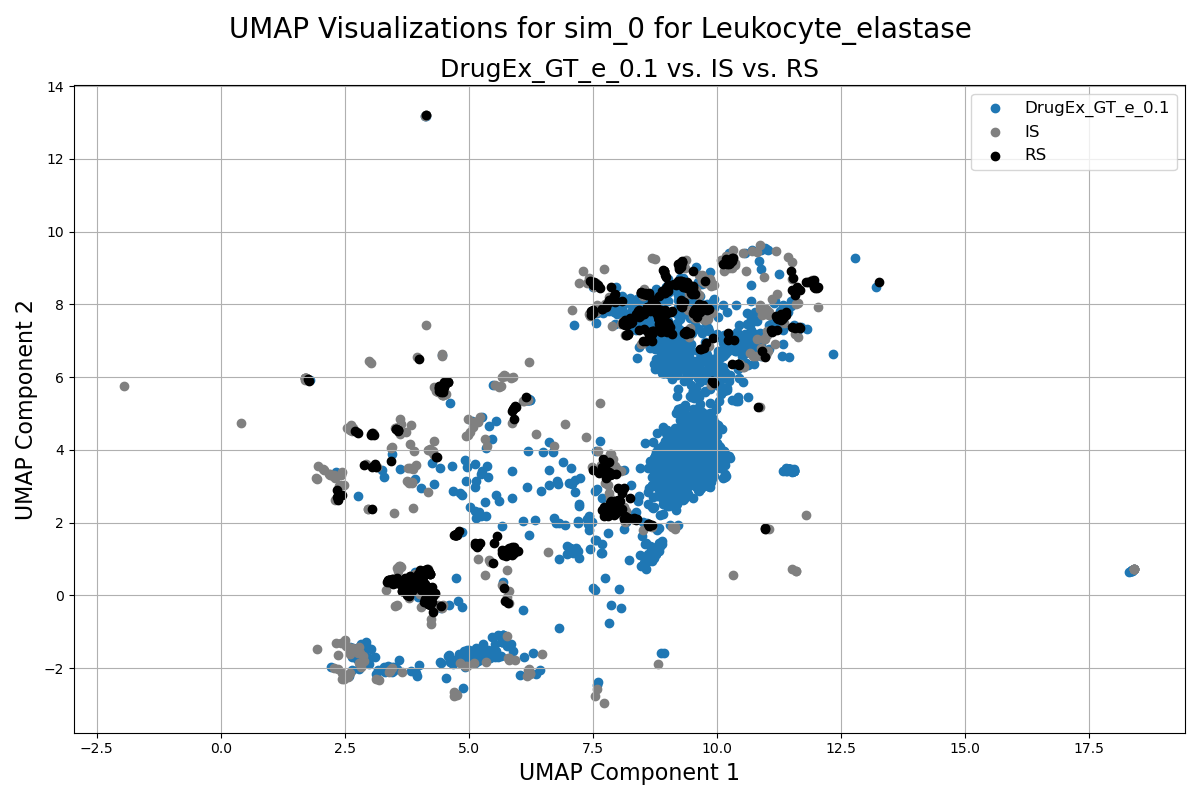 UMAP Visualizations for sim_0 for Leukocyte_elastase
DrugEx_GT_e_0.1 vs. IS vs. RS
DrugEx_GT_e_0.1
IS
RS
14
12
10
8
6
4
2
0
−2
UMAP Component 2
−2.5
0.0
2.5
5.0
7.5
10.0
12.5
15.0
17.5
UMAP Component 1